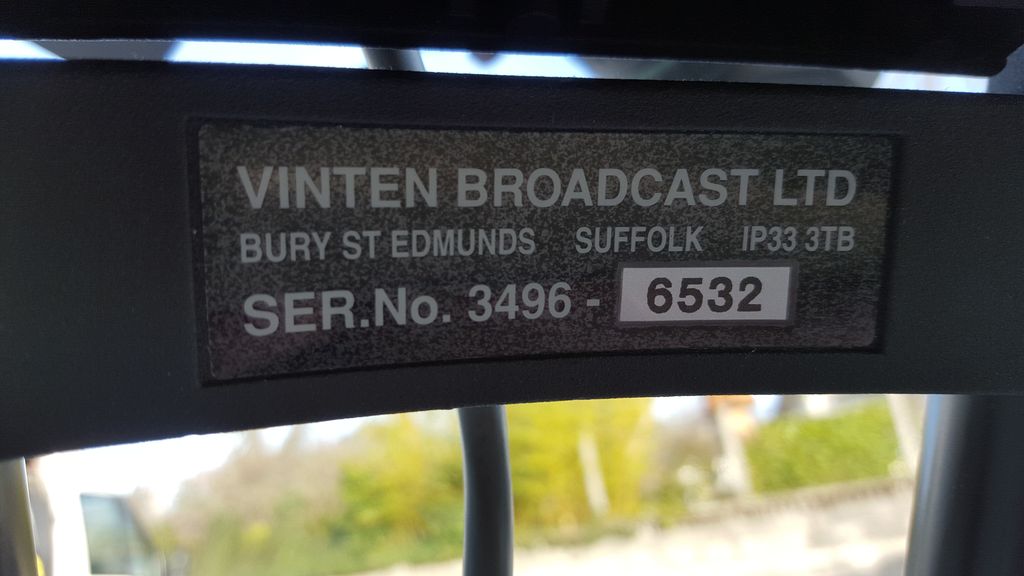 VINTEN BROADCAST LTD
BURY ST EDMUNDS SUFFOLK IP33 3TB
SER.No. 3496 - 6532